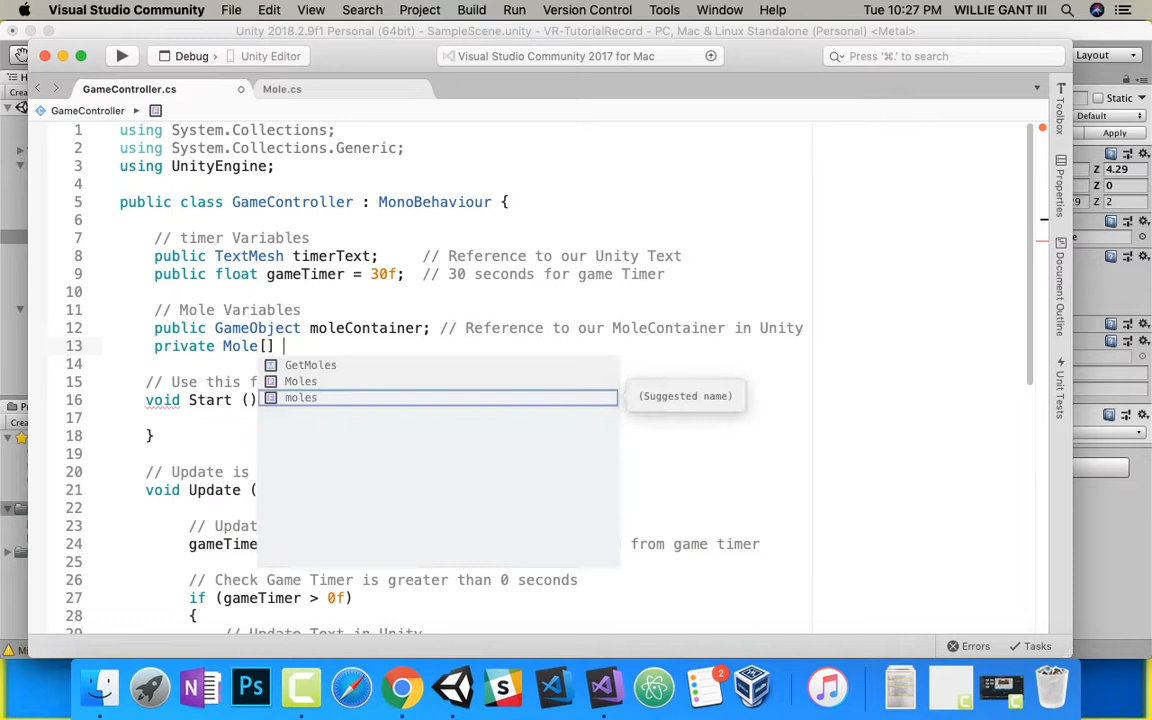 Visual Studio Community File Edit View Search Project Build Run Version Control Tools Window Help Tue 10:27 PM WILLIE GANT III
Unity 2018.2.9f1 Personal (64bit) - SampleScene.unity - VR-TutorialRecord - PC, Mac & Linux Standalone (Personal) <Metal>
Debug Unity Editor Visual Studio Community 2017 for Mac Press '⌘.' to search Layout
GameController.cs Mole.cs
Static
GameController
Default
Apply
1 using System.Collections;
2 using System.Collections.Generic;
3 using UnityEngine;
4
5 public class GameController : MonoBehaviour {
6
7 // timer Variables
8 public TextMesh timerText; // Reference to our Unity Text
9 public float gameTimer = 30f; // 30 seconds for game Timer
10
11 // Mole Variables
12 public GameObject moleContainer; // Reference to our MoleContainer in Unity
13 private Mole[]
14
GetMoles
Moles
moles
(Suggested name)
15 // Use this f
16 void Start ()
17
18 }
19
20 // Update is
21 void Update (
22
23 // Updat
24 gameTime from game timer
25
26 // Check Game Timer is greater than 0 seconds
27 if (gameTimer > 0f)
28 {
29 // Update Text in Unity
Toolbox
Properties
Document Outline
Unit Tests
Z 4.29
Z 0
Z 2
Errors Tasks
2